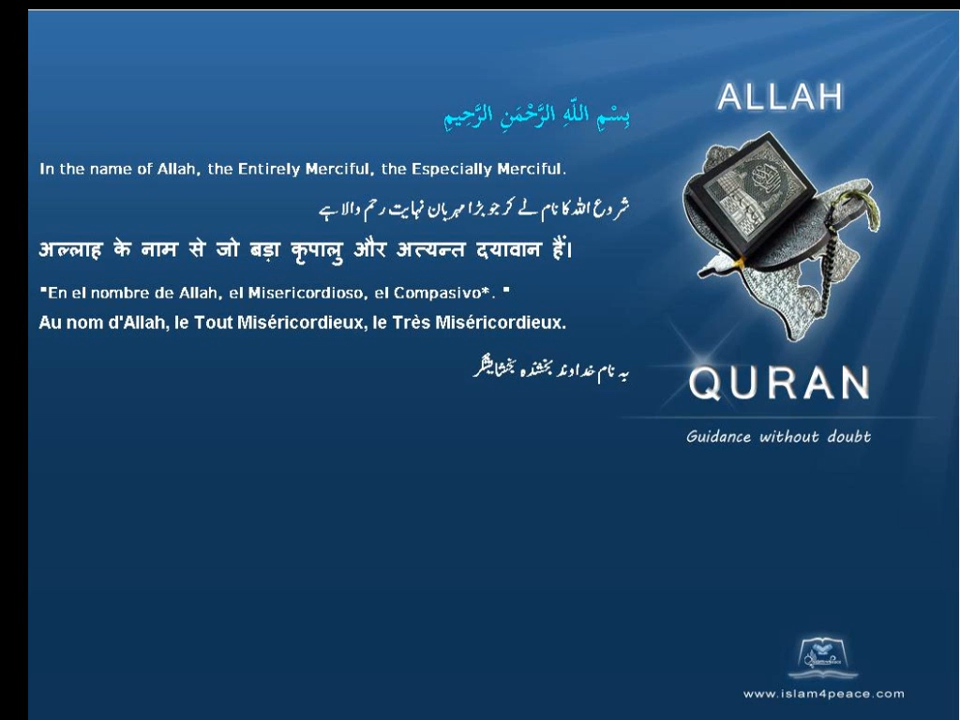 بِسْمِ اللّهِ الرَّحْمَنِ الرَّحِيمِ
In the name of Allah, the Entirely Merciful, the Especially Merciful.
شروع الله کا نام لے کر جو بڑا مہربان نہایت رحم والا ہے
अल्लाह के नाम से जो बड़ा कृपालु और अत्यन्त दयावान हैं।
"En el nombre de Allah, el Misericordioso, el Compasivo*. "
Au nom d'Allah, le Tout Miséricordieux, le Très Miséricordieux.
به نام خداوند بخشنده بخشایشگر
ALLAH
QURAN
Guidance without doubt
www.islam4peace.com